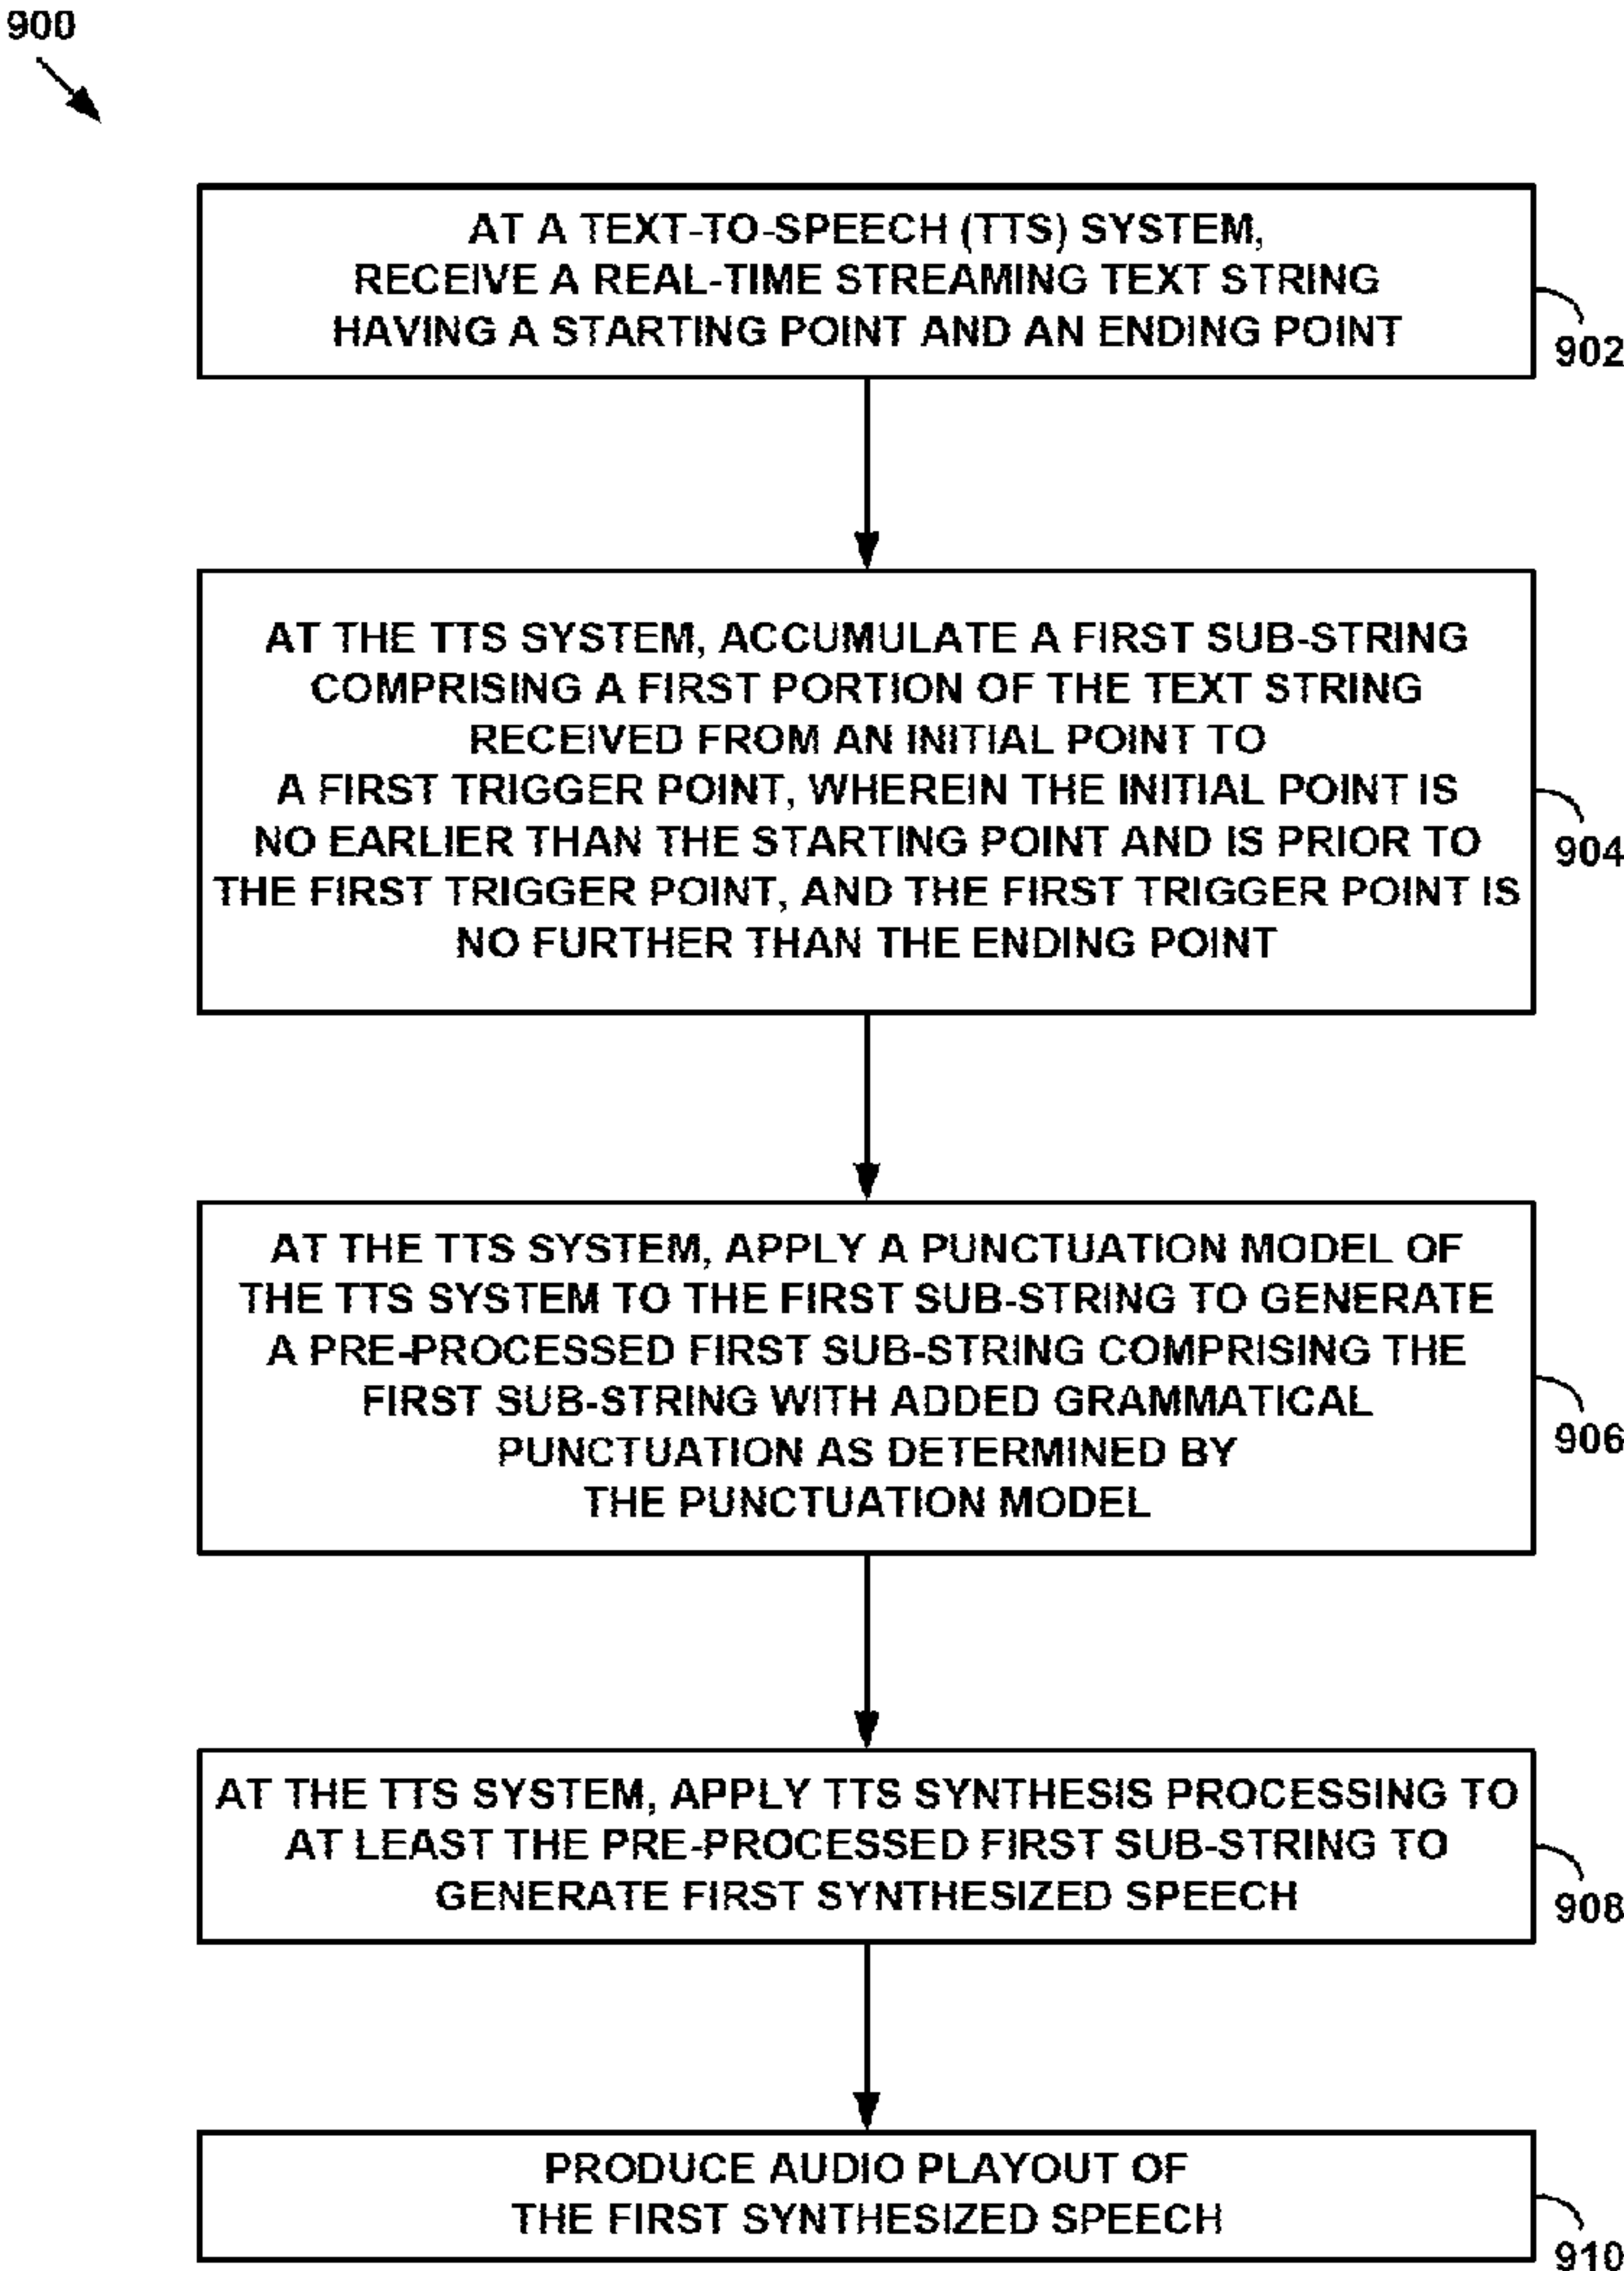 900
AT A TEXT-TO-SPEECH (TTS) SYSTEM,
RECEIVE A REAL-TIME STREAMING TEXT STRING
HAVING A STARTING POINT AND AN ENDING POINT
902
AT THE TTS SYSTEM, ACCUMULATE A FIRST SUB-STRING
COMPRISING A FIRST PORTION OF THE TEXT STRING
RECEIVED FROM AN INITIAL POINT TO
A FIRST TRIGGER POINT, WHEREIN THE INITIAL POINT IS
NO EARLIER THAN THE STARTING POINT AND IS PRIOR TO
THE FIRST TRIGGER POINT, AND THE FIRST TRIGGER POINT IS
NO FURTHER THAN THE ENDING POINT
904
AT THE TTS SYSTEM, APPLY A PUNCTUATION MODEL OF
THE TTS SYSTEM TO THE FIRST SUB-STRING TO GENERATE
A PRE-PROCESSED FIRST SUB-STRING COMPRISING THE
FIRST SUB-STRING WITH ADDED GRAMMATICAL
PUNCTUATION AS DETERMINED BY
THE PUNCTUATION MODEL
906
AT THE TTS SYSTEM, APPLY TTS SYNTHESIS PROCESSING TO
AT LEAST THE PRE-PROCESSED FIRST SUB-STRING TO
GENERATE FIRST SYNTHESIZED SPEECH
908
PRODUCE AUDIO PLAYOUT OF
THE FIRST SYNTHESIZED SPEECH
910